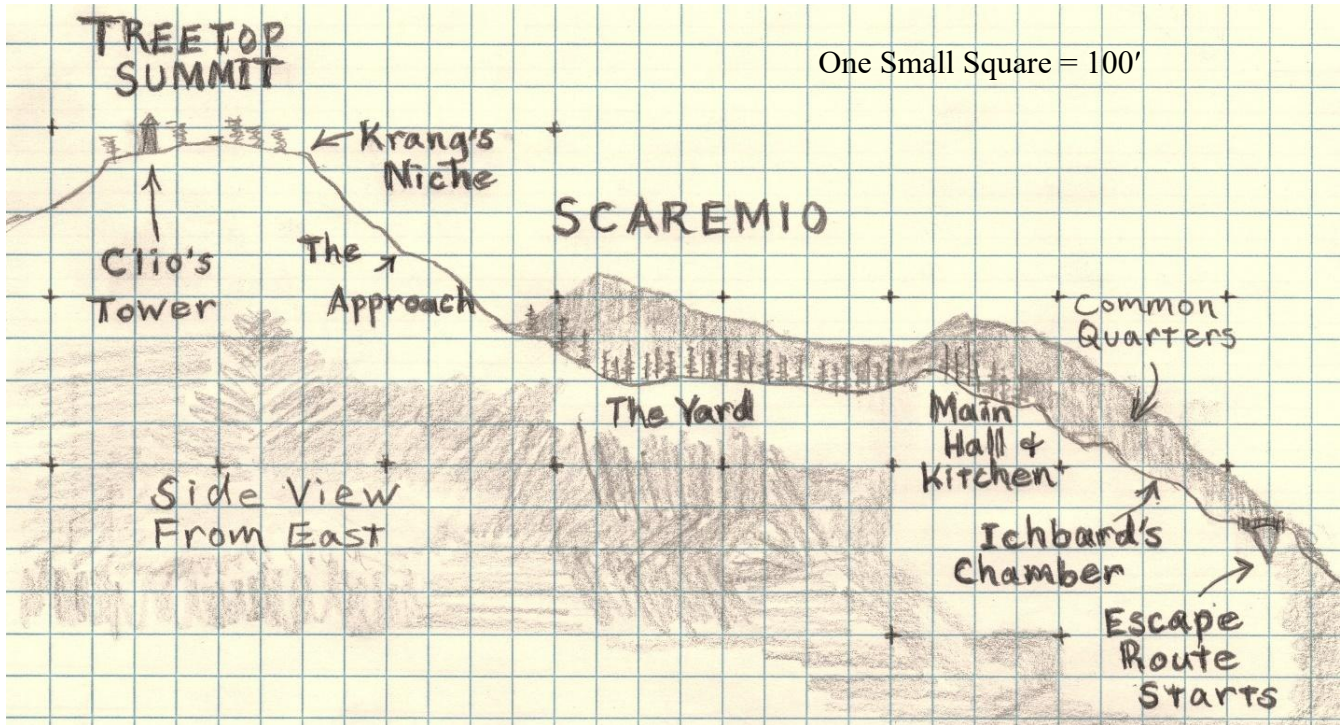 TREETOP
SUMMIT
One Small Square = 100′
Krang's
Niche
SCAREMIO
Clio's
Tower
The
Approach
Common
Quarters
The Yard
Main
Hall &
Kitchen
Side View
From East
Ichbard's
Chamber
Escape
Route
Starts